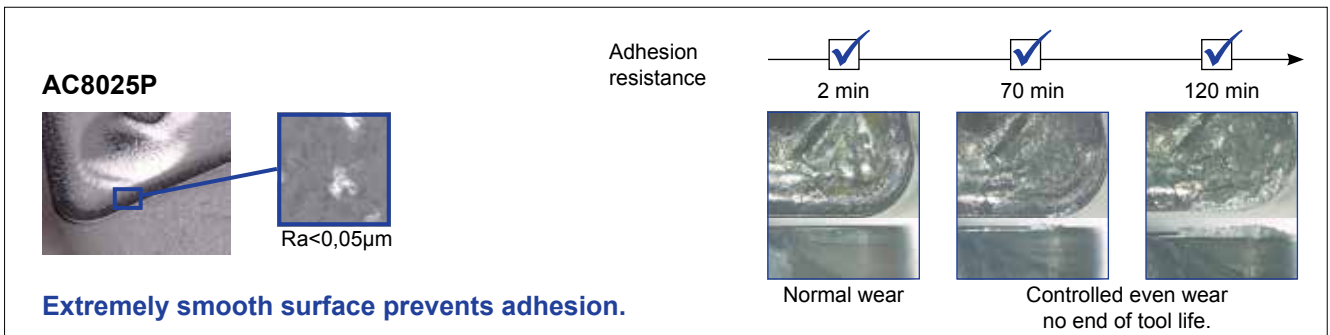 AC8025P
Ra<0,05µm
Extremely smooth surface prevents adhesion.
Adhesion
resistance
2 min
70 min
120 min
Normal wear
Controlled even wear
no end of tool life.